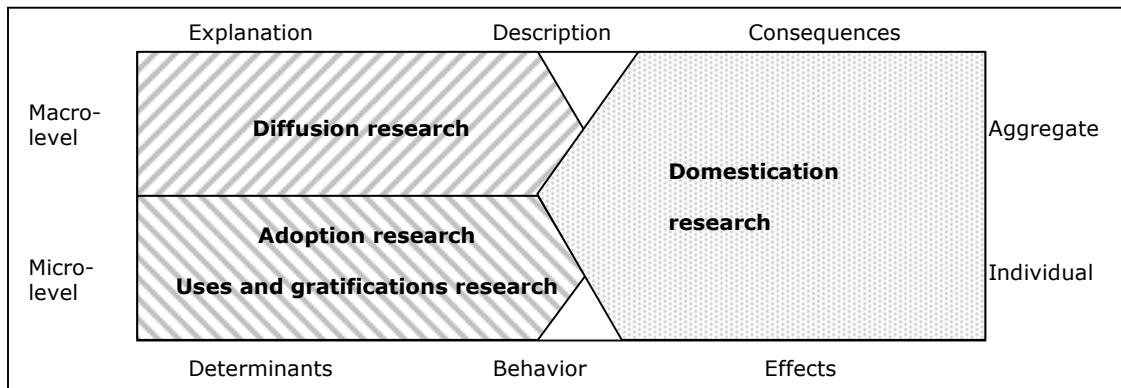 Explanation Description Consequences
Macro-
level
Diffusion research
Aggregate
Domestication
research
Adoption research
Uses and gratifications research
Micro-
level
Individual
Determinants Behavior Effects